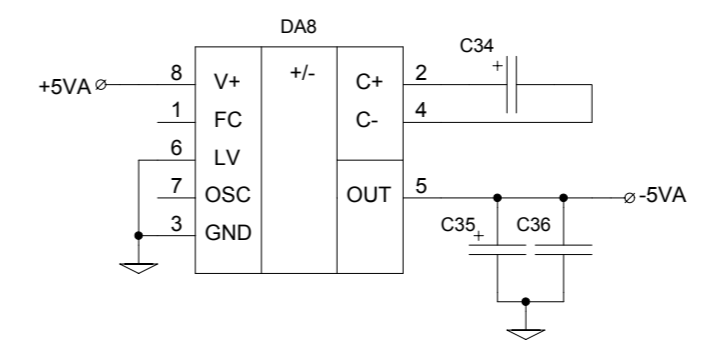 DA8
C34
+
+5VA
8
V+
+/-
C+
2
1
FC
C-
4
6
LV
7
OSC
OUT
5
-5VA
3
GND
C35
+
C36